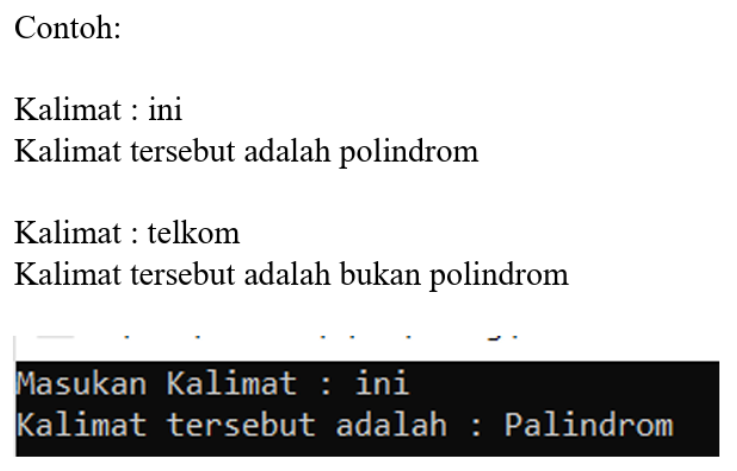 Contoh:
Kalimat : ini
Kalimat tersebut adalah polindrom
Kalimat : telkom
Kalimat tersebut adalah bukan polindrom
Masukan Kalimat : ini
Kalimat tersebut adalah : Palindrom